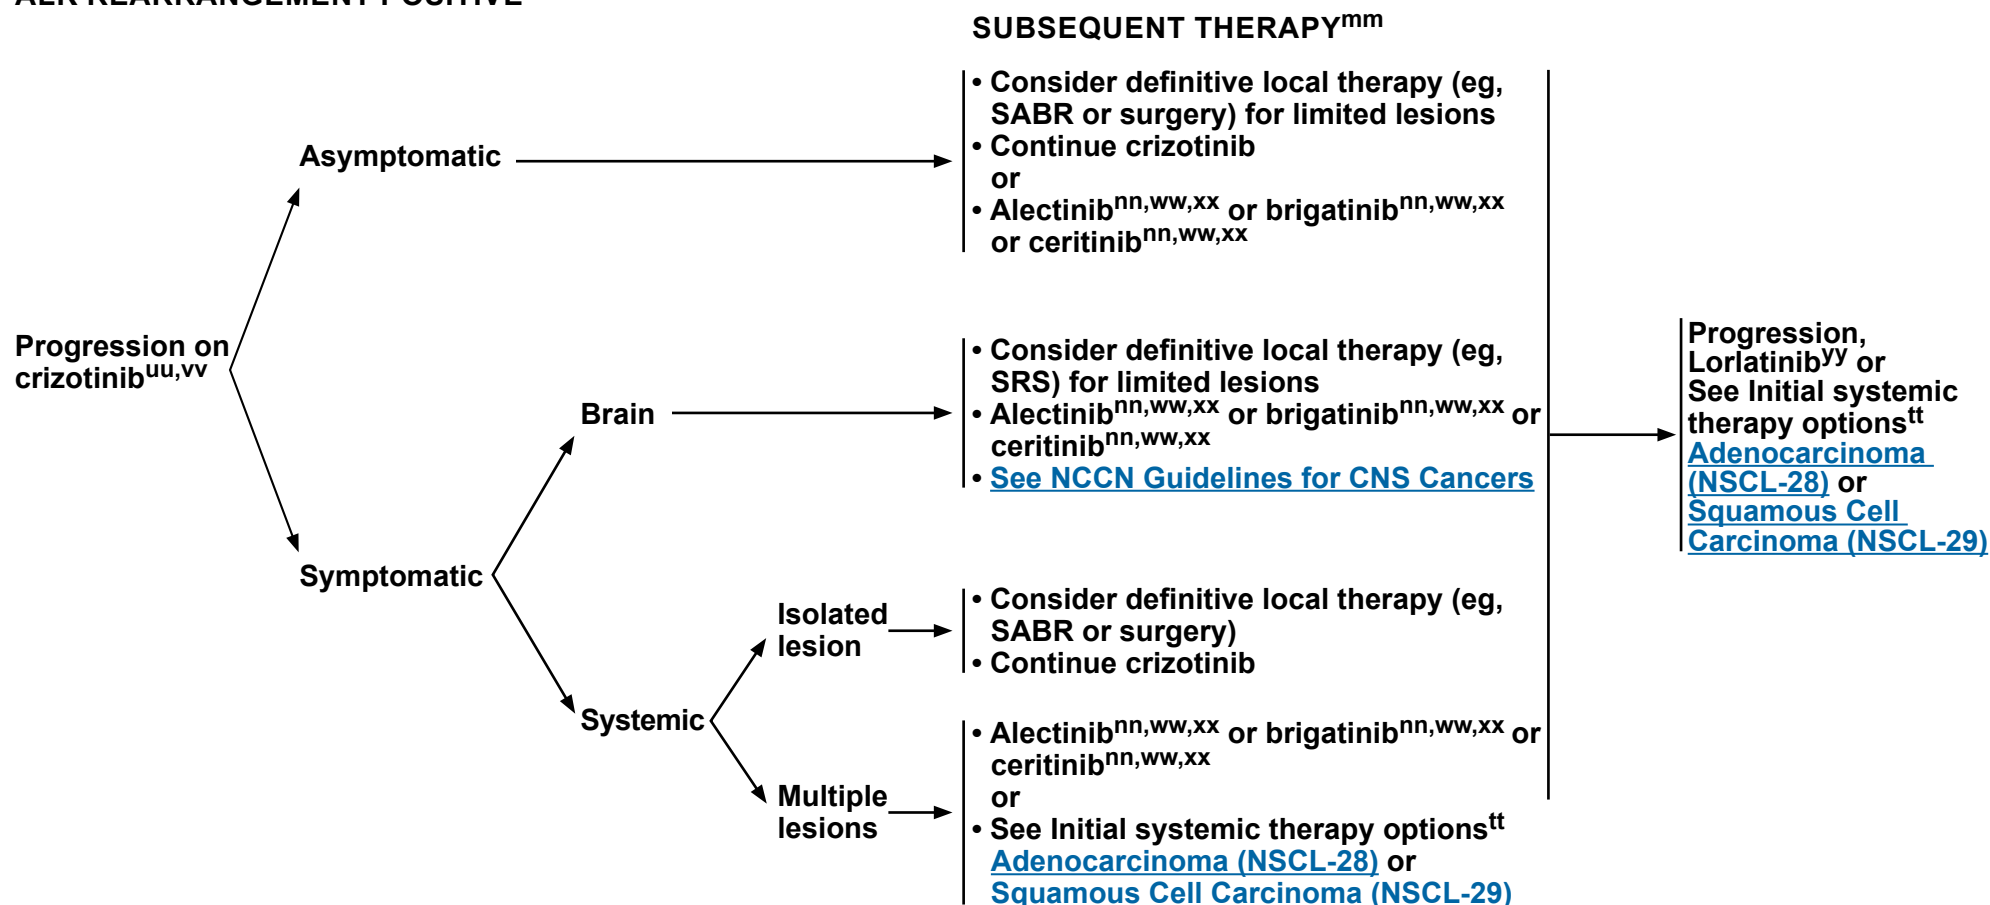 ALK REARRANGEMENT POSITIVE
SUBSEQUENT THERAPYmm
• Consider definitive local therapy (eg,
SABR or surgery) for limited lesions
• Continue crizotinib
or
• Alectinibnn,ww,xx or brigatinibnn,ww,xx
or ceritinibnn,ww,xx
Asymptomatic
Progression on
crizotinibuu,vv
Brain
• Consider definitive local therapy (eg,
SRS) for limited lesions
• Alectinibnn,ww,xx or brigatinibnn,ww,xx or
ceritinibnn,ww,xx
• See NCCN Guidelines for CNS Cancers
Symptomatic
Isolated
lesion
• Consider definitive local therapy (eg,
SABR or surgery)
• Continue crizotinib
Systemic
Multiple
lesions
• Alectinibnn,ww,xx or brigatinibnn,ww,xx or
ceritinibnn,ww,xx
or
• See Initial systemic therapy optionstt
Adenocarcinoma (NSCL-28) or
Squamous Cell Carcinoma (NSCL-29)
Progression,
Lorlatinibyy or
See Initial systemic
therapy optionstt
Adenocarcinoma
(NSCL-28) or
Squamous Cell
Carcinoma (NSCL-29)